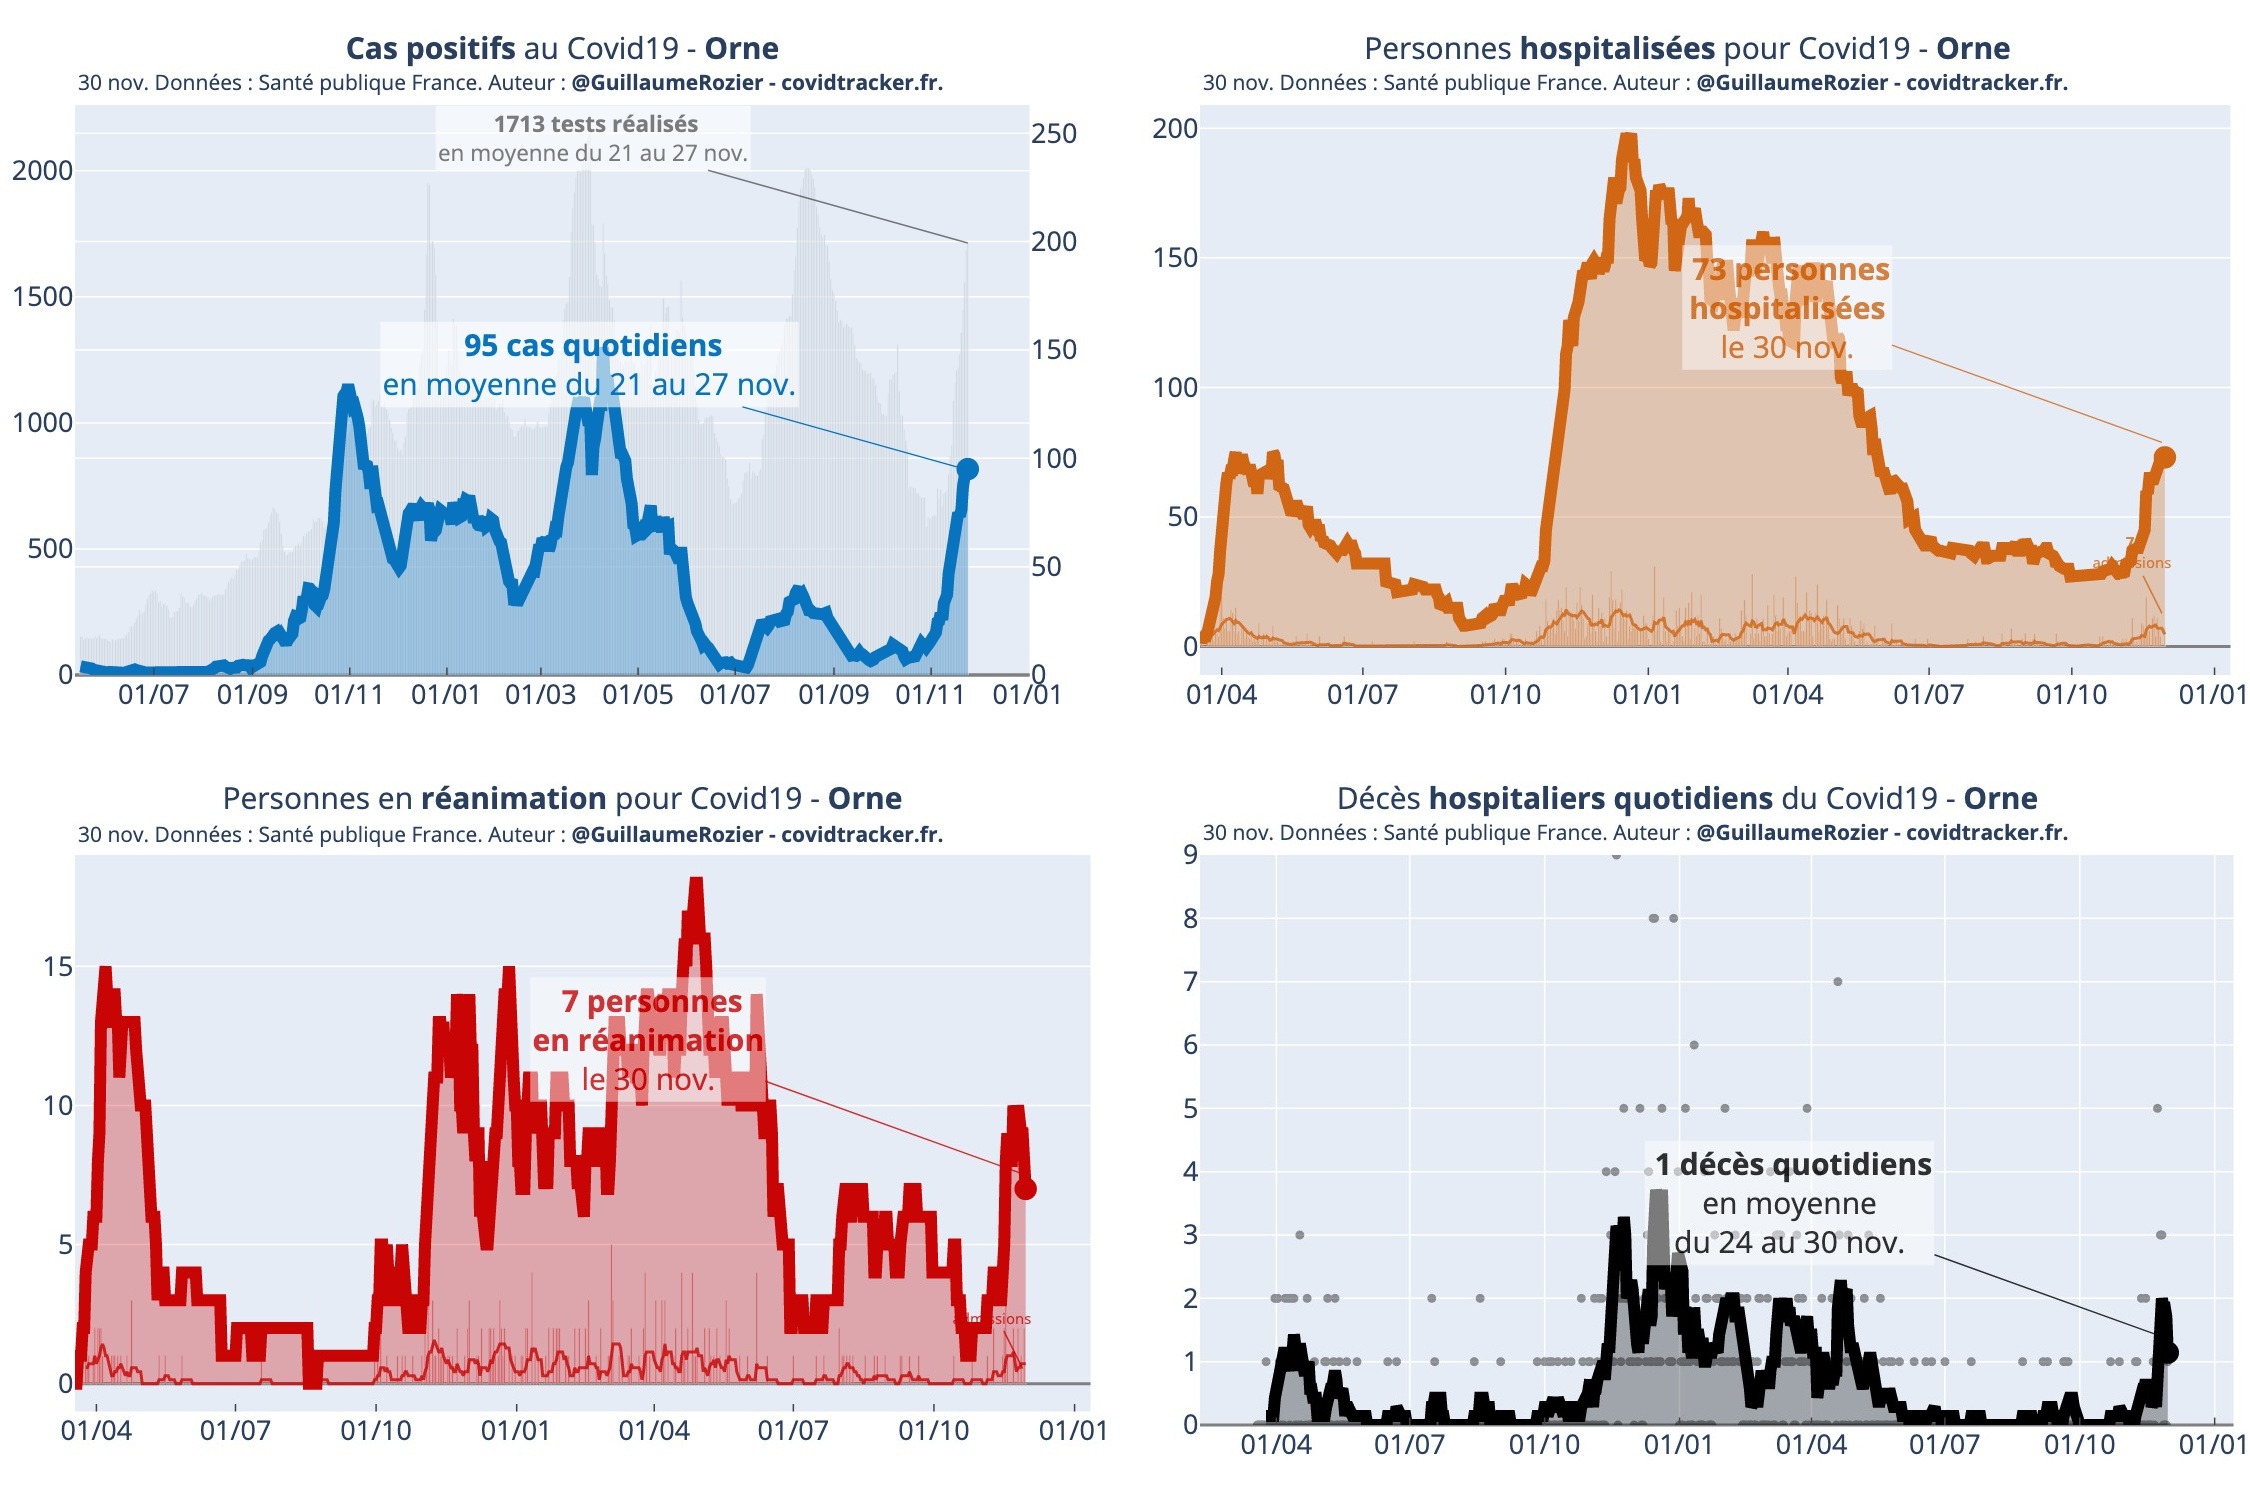 Cas positifs au Covid19 - Orne
30 nov. Données : Santé publique France. Auteur : @GuillaumeRozier - covidtracker.fr.
1713 tests réalisés
en moyenne du 21 au 27 nov.
95 cas quotidiens
en moyenne du 21 au 27 nov.
2000
1500
1000
500
0
250
200
150
100
50
0
01/07 01/09 01/11 01/01 01/03 01/05 01/07 01/09 01/11 01/01
Personnes hospitalisées pour Covid19 - Orne
30 nov. Données : Santé publique France. Auteur : @GuillaumeRozier - covidtracker.fr.
200
150
100
50
0
73 personnes
hospitalisées
le 30 nov.
7
admissions
01/04 01/07 01/10 01/01 01/04 01/07 01/10 01/01
Personnes en réanimation pour Covid19 - Orne
30 nov. Données : Santé publique France. Auteur : @GuillaumeRozier - covidtracker.fr.
15
10
5
0
7 personnes
en réanimation
le 30 nov.
admissions
01/04 01/07 01/10 01/01 01/04 01/07 01/10 01/01
Décès hospitaliers quotidiens du Covid19 - Orne
30 nov. Données : Santé publique France. Auteur : @GuillaumeRozier - covidtracker.fr.
9
8
7
6
5
4
3
2
1
0
1 décès quotidiens
en moyenne
du 24 au 30 nov.
01/04 01/07 01/10 01/01 01/04 01/07 01/10 01/01